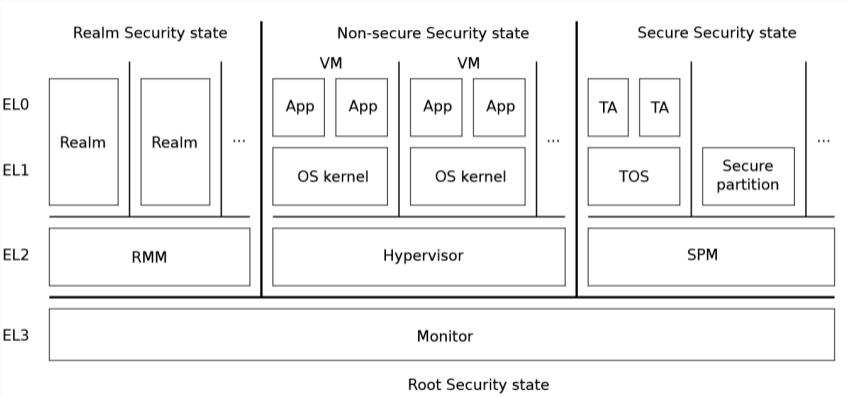 Realm Security state
Non-secure Security state
Secure Security state
VM
VM
EL0
App
App
App
App
TA
TA
Realm
Realm
...
...
...
EL1
OS kernel
OS kernel
TOS
Secure
partition
EL2
RMM
Hypervisor
SPM
EL3
Monitor
Root Security state